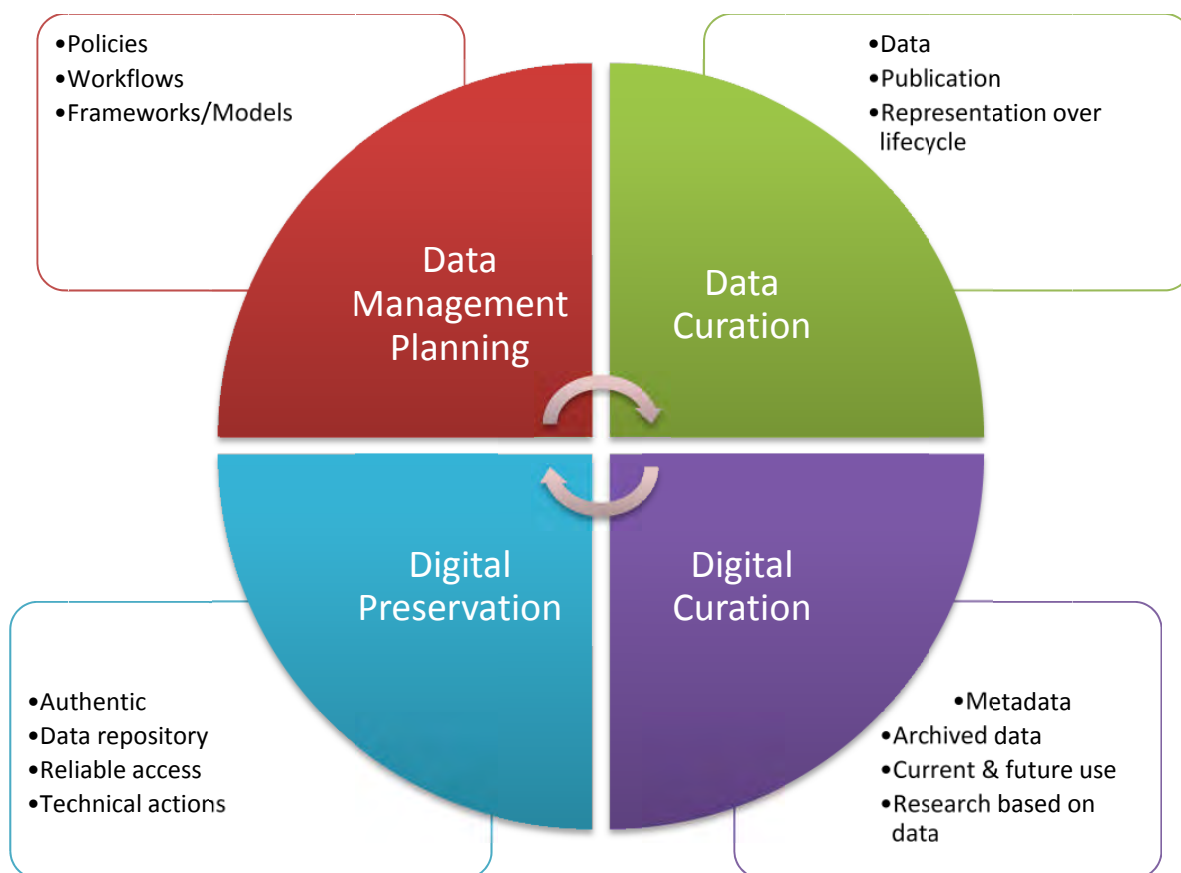 •Policies
•Workflows
•Frameworks/Models
•Data
•Publication
•Representation over
lifecycle
Data
Management
Planning
Data
Curation
Digital
Preservation
Digital
Curation
•Authentic
•Data repository
•Reliable access
•Technical actions
•Metadata
•Archived data
•Current & future use
•Research based on
data